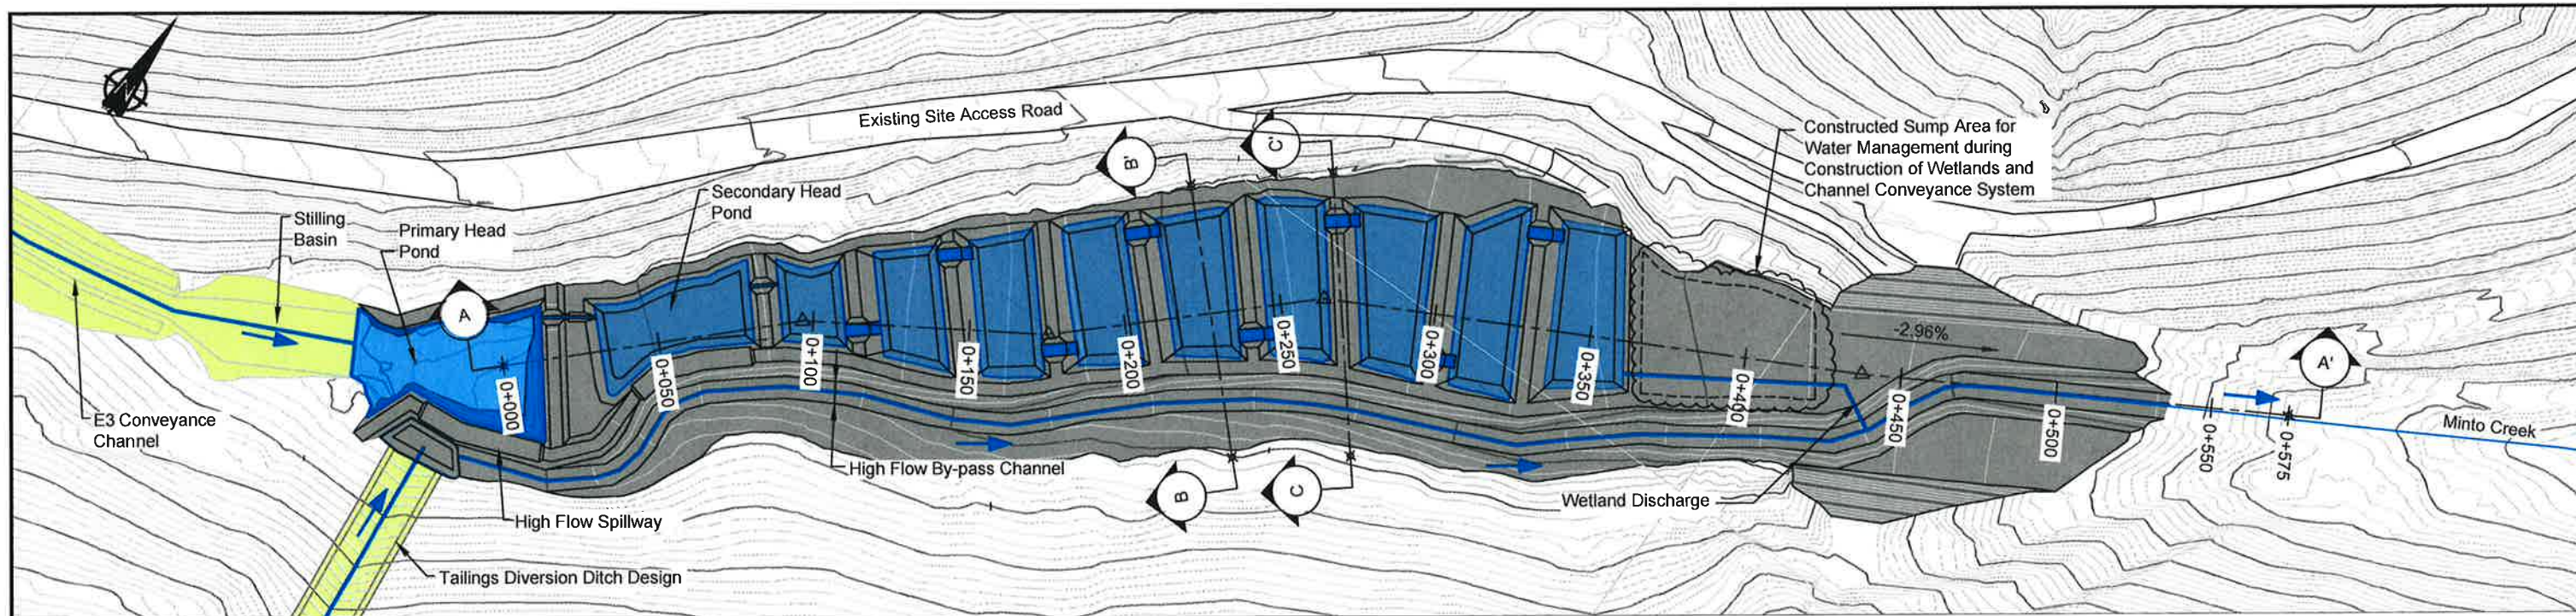 Existing Site Access Road
Constructed Sump Area for
Water Management during
Construction of Wetlands and
Channel Conveyance System
B'
C'
Secondary Head
Pond
Stilling
Basin
Primary Head
Pond
A
-2.96%
A'
0+000
0+050
0+100
0+150
0+200
0+250
0+300
0+350
0+400
0+450
0+500
0+550
0+575
E3 Conveyance
Channel
Minto Creek
High Flow By-pass Channel
B
C
Wetland Discharge
High Flow Spillway
Tailings Diversion Ditch Design